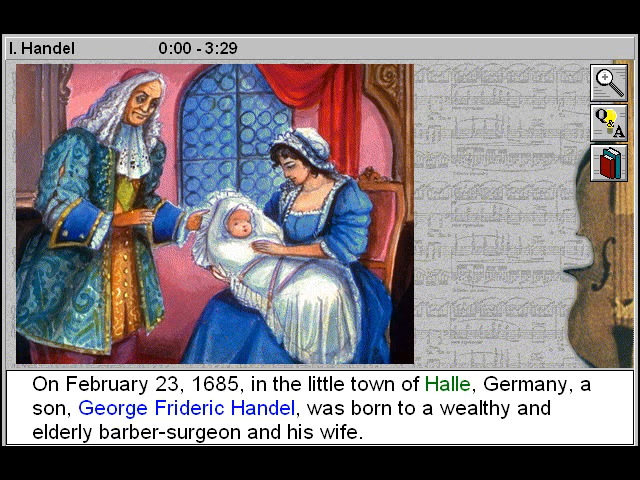 I. Handel 0:00 - 3:29
Q&A
On February 23, 1685, in the little town of Halle, Germany, a
son, George Frideric Handel, was born to a wealthy and
elderly barber-surgeon and his wife.